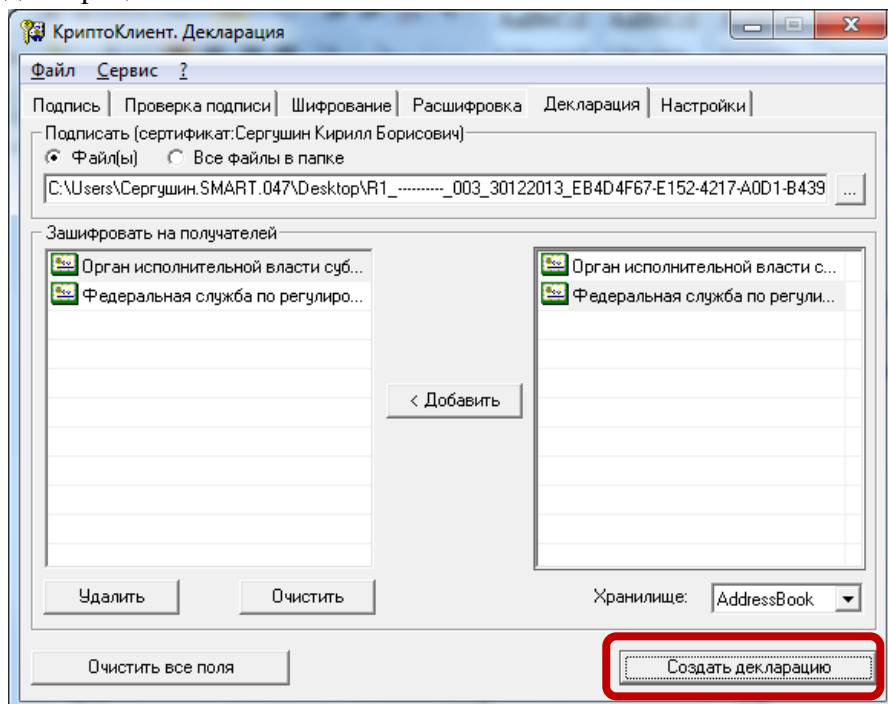 КриптоКлиент. Декларация
Файл Сервис ?
Подпись Проверка подписи Шифрование Расшифровка Декларация Настройки
Подписать (сертификат:Сергушин Кирилл Борисович)
Файл(ы) Все файлы в папке
C:\Users\Сергушин.SMART.047\Desktop\R1_----------_003_30122013_EB4D4F67-E152-4217-A0D1-B439 ...
Зашифровать на получателей
Орган исполнительной власти суб... Орган исполнительной власти с...
Федеральная служба по регулиро... Федеральная служба по регули...
< Добавить
Удалить Очистить Хранилище: AddressBook
Очистить все поля Создать декларацию